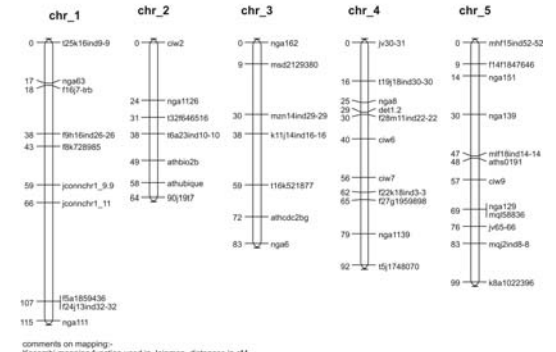 chr_1
0 t25k16ind9-9
17 nga63
18 f16j7-trb
38 f9h16ind26-26
43 f8k728985
59 jconnchr1_9.9
66 jconnchr1_11
107 f5a1859436
f24j13ind32-32
115 nga111
chr_2
0 ciw2
24 nga1126
31 t32f646516
38 t6a23ind10-10
49 athbio2b
58 athubique
64 90j19t7
chr_3
0 nga162
9 msd2129380
30 mzn14ind29-29
38 k11j14ind16-16
59 t16k521877
72 athcdc2bg
83 nga6
chr_4
0 jv30-31
16 t19j18ind30-30
25 nga8
29 det1.2
30 f28m11ind22-22
40 ciw6
56 ciw7
62 f22k18ind3-3
65 f27g1959898
79 nga1139
92 t5j1748070
chr_5
0 mhf15ind52-52
9 f14f1847646
14 nga151
30 nga139
47 mlf18ind14-14
48 aths0191
57 ciw9
69 nga129
mql58836
76 jv65-66
83 mqj2ind8-8
99 k8a1022396
comments on mapping:-